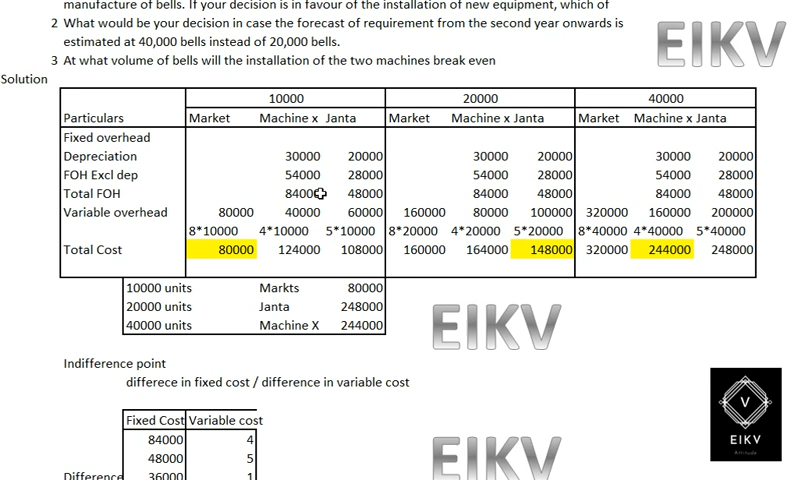 manufacture of bells. If your decision is in favour of the installation of new equipment, which of
2 What would be your decision in case the forecast of requirement from the second year onwards is
estimated at 40,000 bells instead of 20,000 bells.
3 At what volume of bells will the installation of the two machines break even
EIKV
Solution
10000 20000 40000
Particulars Market Machine x Janta Market Machine x Janta Market Machine x Janta
Fixed overhead
Depreciation 30000 20000 30000 20000 30000 20000
FOH Excl dep 54000 28000 54000 28000 54000 28000
Total FOH 84000 48000 84000 48000 84000 48000
Variable overhead 80000 40000 60000 160000 80000 100000 320000 160000 200000
8*10000 4*10000 5*10000 8*20000 4*20000 5*20000 8*40000 4*40000 5*40000
Total Cost 80000 124000 108000 160000 164000 148000 320000 244000 248000
10000 units Markts 80000
20000 units Janta 248000
40000 units Machine X 244000
EIKV
Indifference point
differece in fixed cost / difference in variable cost
Fixed Cost Variable cost
84000 4
48000 5
Difference 36000 1
EIKV
V
EIKV
Attitude